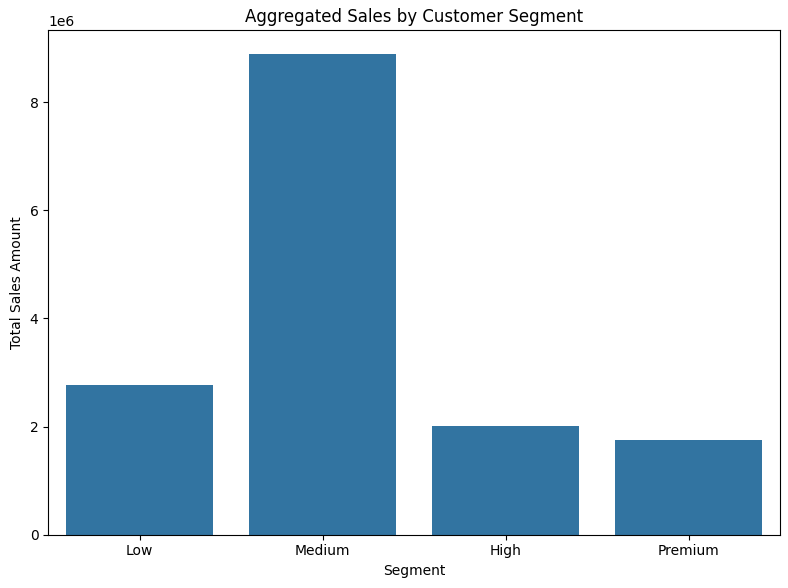 Aggregated Sales by Customer Segment
1e6
8
6
4
2
0
Total Sales Amount
Low Medium High Premium
Segment